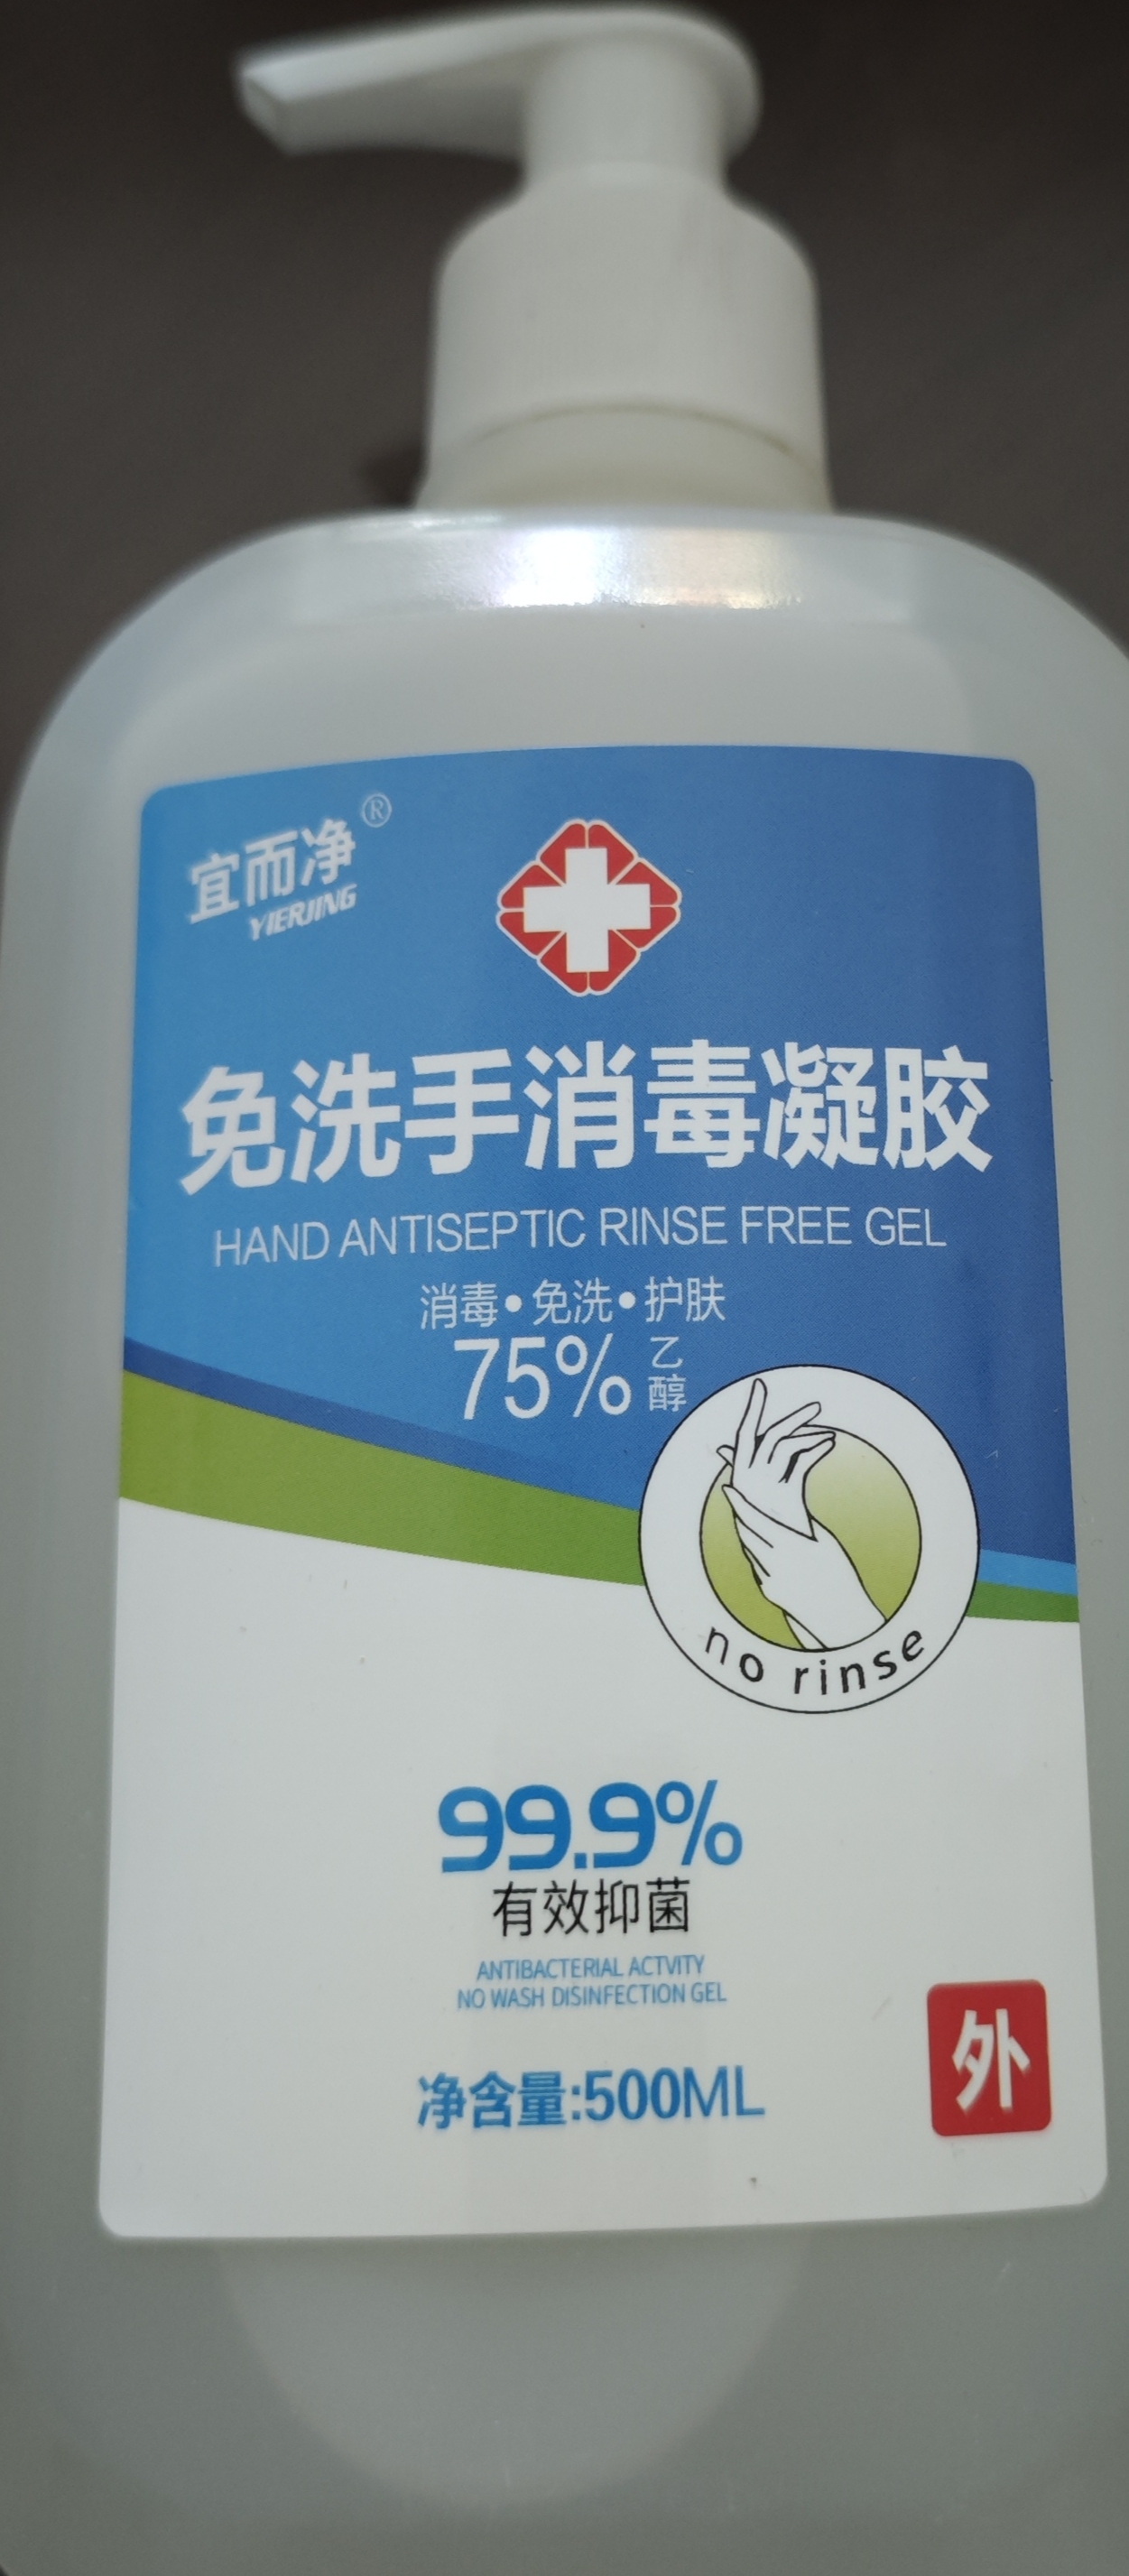 宜而净®
YIERJING
免洗手消毒凝胶
HAND ANTISEPTIC RINSE FREE GEL
消毒•免洗•护肤
75%乙醇
no rinse
99.9%
有效抑菌
ANTIBACTERIAL ACTVITY
NO WASH DISINFECTION GEL
净含量:500ML
外